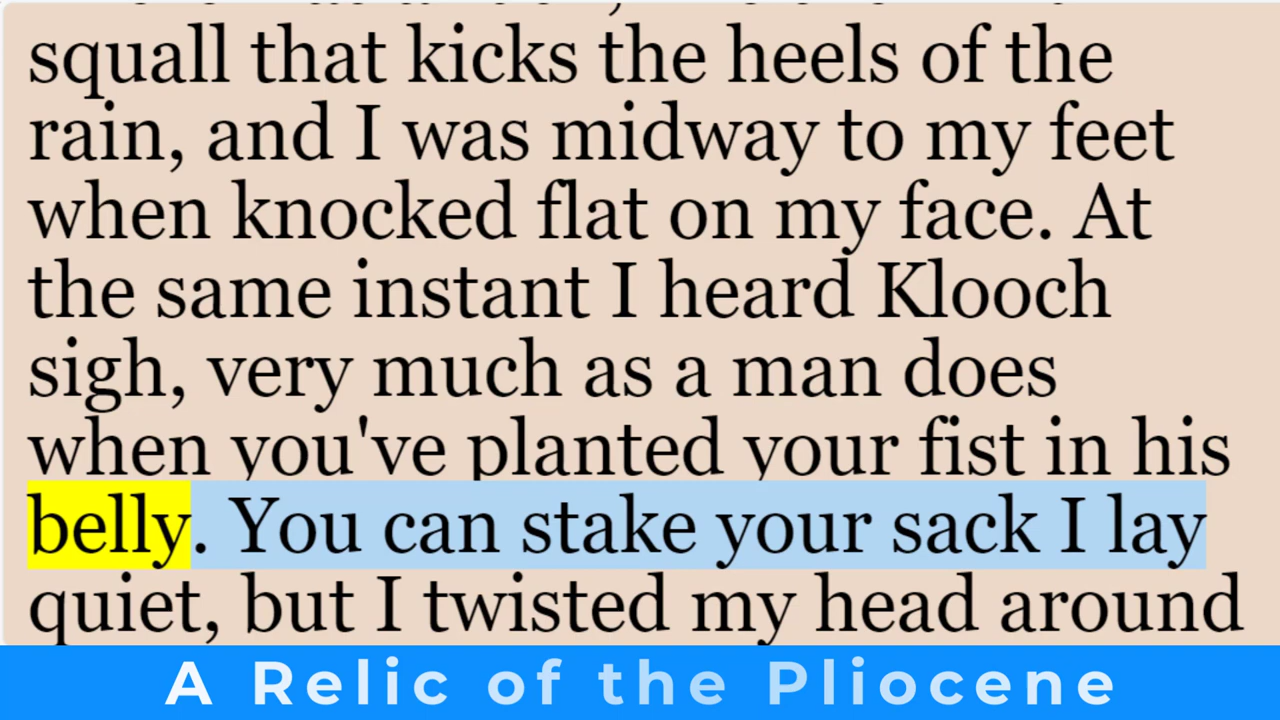 squall that kicks the heels of the
rain, and I was midway to my feet
when knocked flat on my face. At
the same instant I heard Klooch
sigh, very much as a man does
when you've planted your fist in his
belly. You can stake your sack I lay
quiet, but I twisted my head around
A Relic of the Pliocene